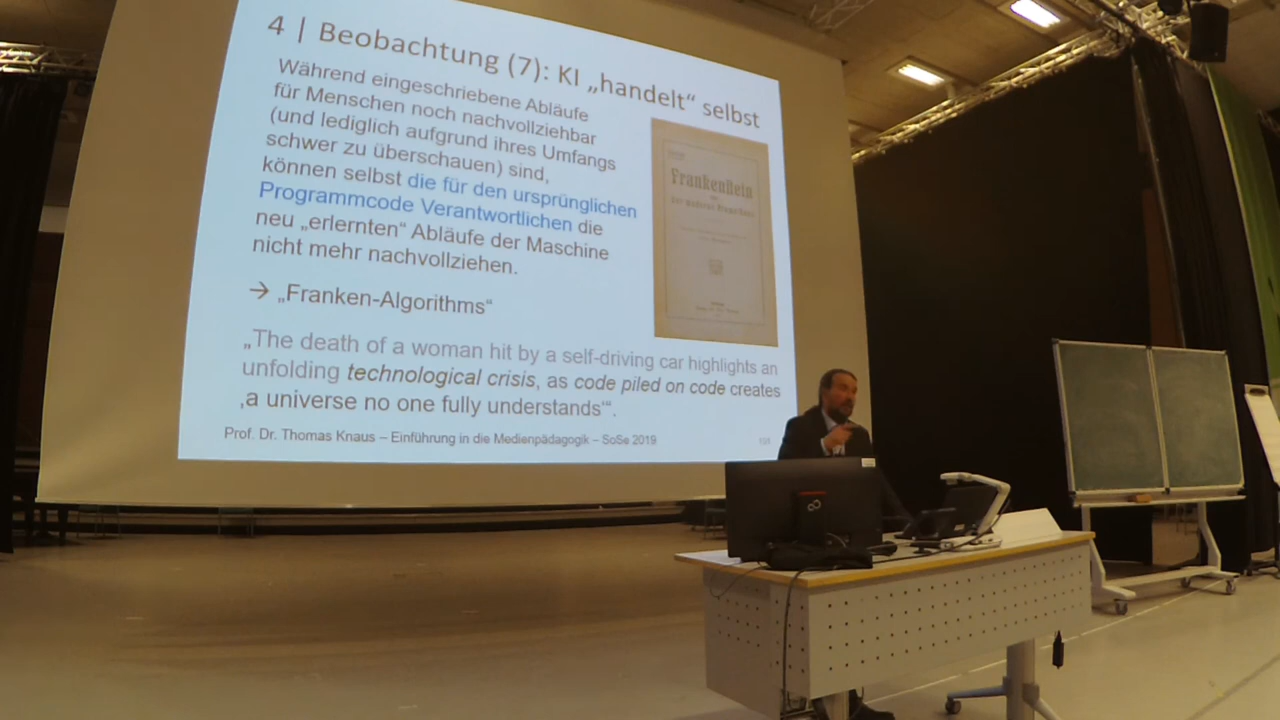 4 | Beobachtung (7): KI „handelt“ selbst
Während eingeschriebene Abläufe
für Menschen noch nachvollziehbar
(und lediglich aufgrund ihres Umfangs
schwer zu überschauen) sind,
können selbst die für den ursprünglichen
Programmcode Verantwortlichen die
neu „erlernten“ Abläufe der Maschine
nicht mehr nachvollziehen.
→ „Franken-Algorithms“
„The death of a woman hit by a self-driving car highlights an
unfolding technological crisis, as code piled on code creates
‚a universe no one fully understands‘“.
Prof. Dr. Thomas Knaus – Einführung in die Medienpädagogik – SoSe 2019
Frankenstein